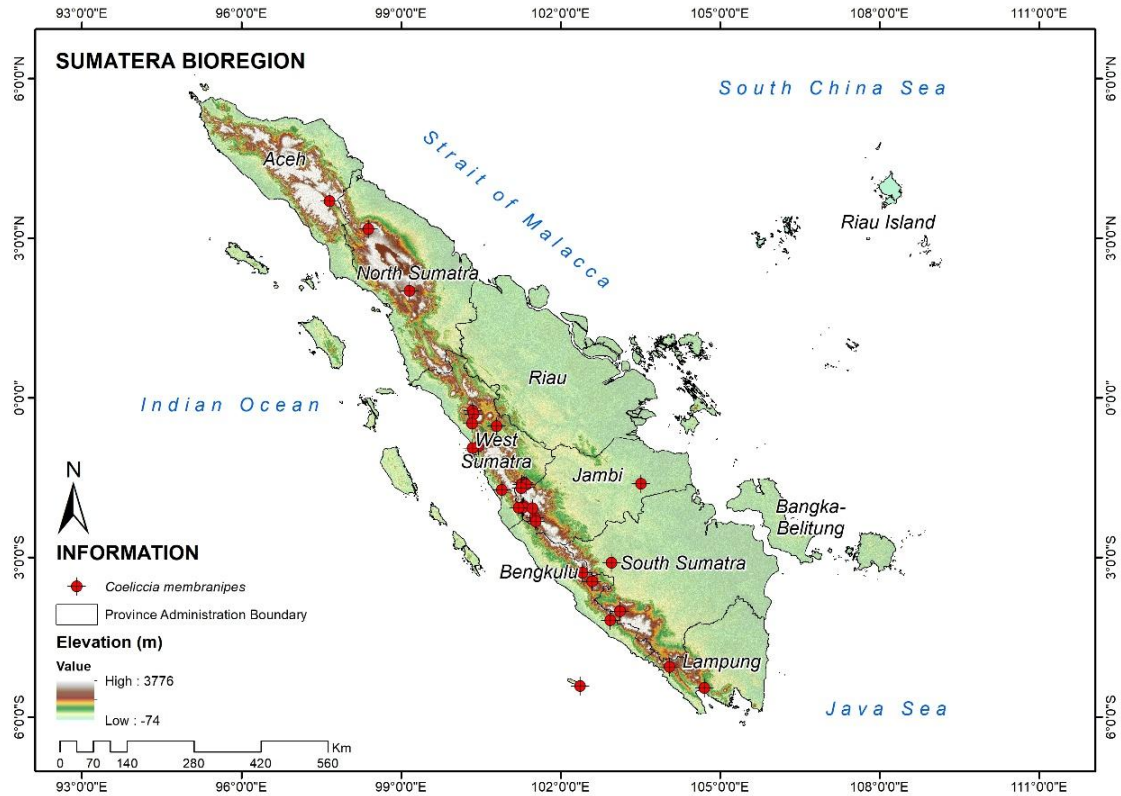 93°0'0"E 96°0'0"E 99°0'0"E 102°0'0"E 105°0'0"E 108°0'0"E 111°0'0"E
SUMATERA BIOREGION
6°0'0"N
6°0'0"N
South China Sea
Strait of Malacca
Aceh
Riau Island
3°0'0"N
3°0'0"N
North Sumatra
Riau
0°0'0"
0°0'0"
Indian Ocean
West
Sumatra
Jambi
N
Bangka-
Belitung
INFORMATION
3°0'0"S
3°0'0"S
South Sumatra
Bengkulu
Coeliccia membranipes
Province Administration Boundary
Elevation (m)
Value
High : 3776
Low : -74
Lampung
Java Sea
6°0'0"S
6°0'0"S
Km
0 70 140 280 420 560
93°0'0"E 96°0'0"E 99°0'0"E 102°0'0"E 105°0'0"E 108°0'0"E 111°0'0"E